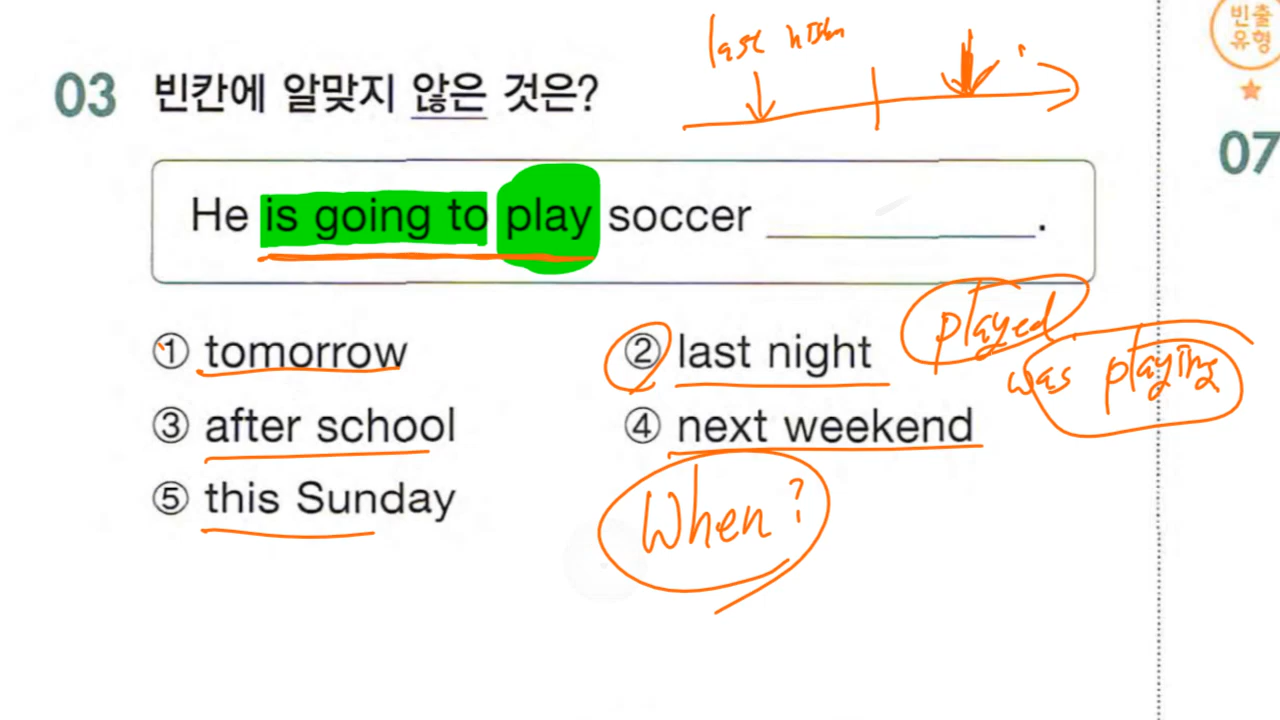 last night
빈출
유형
03 빈칸에 알맞지 않은 것은?
07
He is going to play soccer ____________.
① tomorrow
② last night
played
was playing
③ after school
④ next weekend
⑤ this Sunday
When?